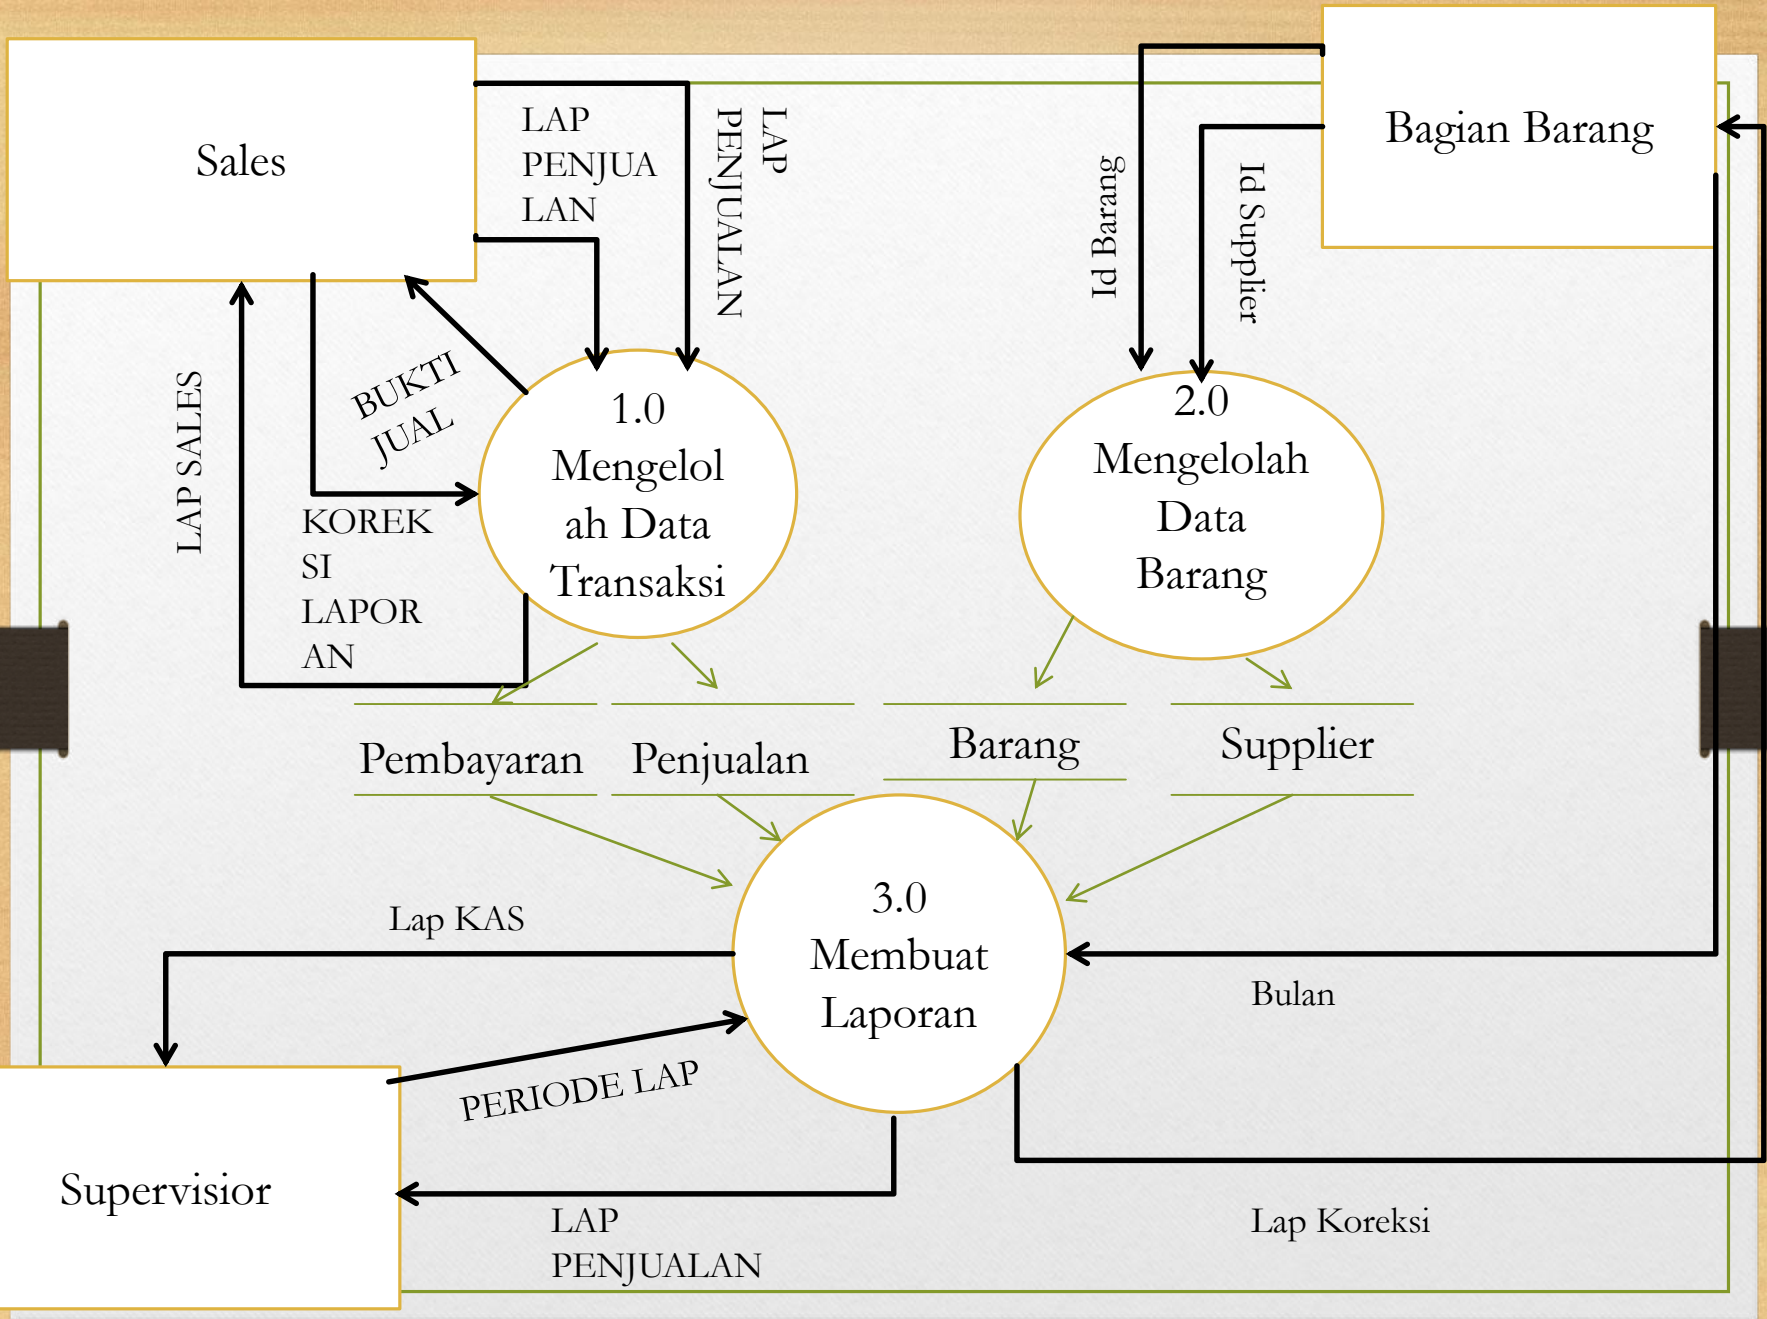 Sales
LAP
PENJUA
LAN
LAP
PENJUALAN
Id Barang
Id Supplier
Bagian Barang
LAP SALES
BUKTI
JUAL
KOREK
SI
LAPOR
AN
1.0
Mengelol
ah Data
Transaksi
2.0
Mengelolah
Data
Barang
Pembayaran
Penjualan
Barang
Supplier
3.0
Membuat
Laporan
Lap KAS
Bulan
PERIODE LAP
Supervisior
LAP
PENJUALAN
Lap Koreksi